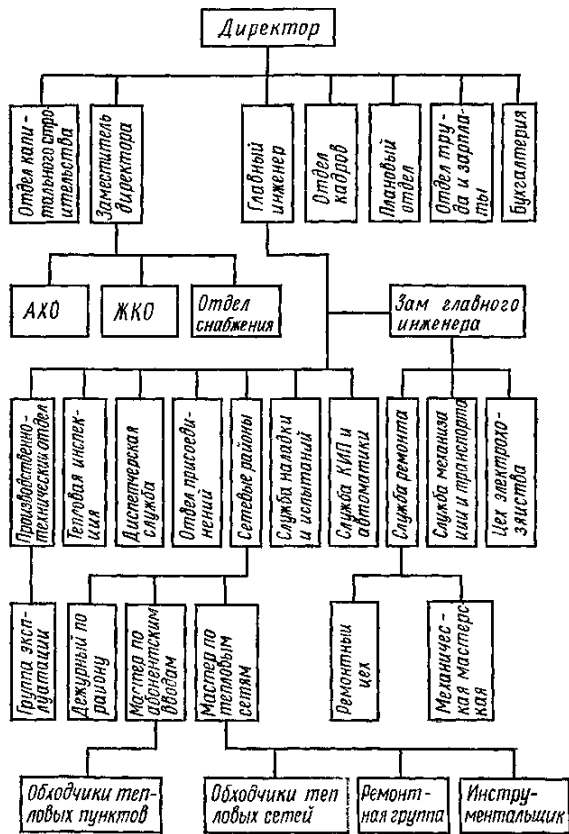 Директор
Отдел капи-
тального стро-
ительства
Заместитель
директора
Главный
инженер
Отдел
кадров
Плановый
отдел
Отдел тру-
да и зарпла-
ты
Бухгалтерия
АХО
ЖКО
Отдел
снабжения
Зам главного
инженера
Производственно-
технический отдел
Тепловая инспек-
ция
Диспетчерская
служба
Отдел присоеди-
нений
Сетевые районы
Служба наладки
и испытаний
Служба КИП и
автоматики
Служба ремонта
Служба механиза
ции и транспорта
Цех электрохо-
зяйства
Группа эксп-
луатации
Дежурный по
району
Мастер по
абонентским
вводам
Мастер по
тепловым
сетям
Ремонтный
цех
Механичес-
кая мастерс-
кая
Обходчики теп-
ловых пунктов
Обходчики теп
ловых сетей
Ремонт-
ная группа
Инстру-
ментальщик